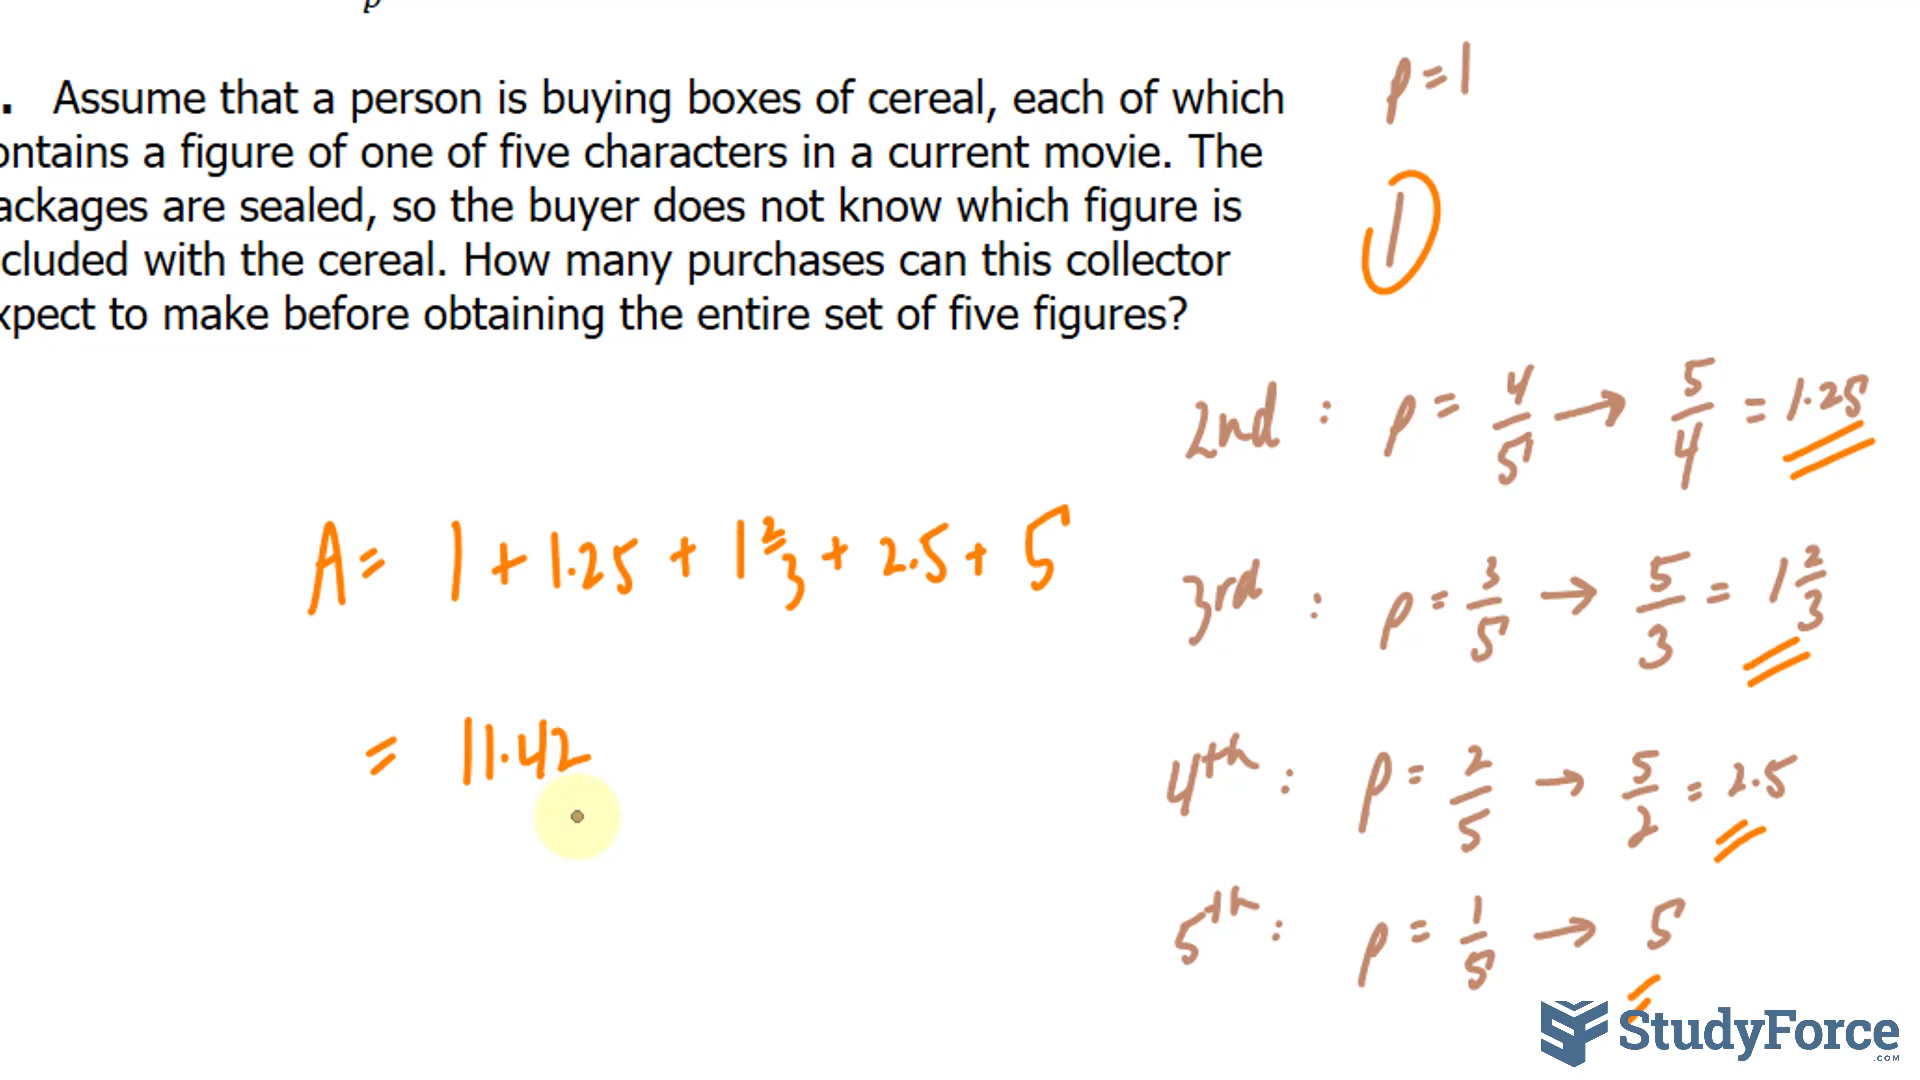 p
. Assume that a person is buying boxes of cereal, each of which
ontains a figure of one of five characters in a current movie. The
ackages are sealed, so the buyer does not know which figure is
cluded with the cereal. How many purchases can this collector
xpect to make before obtaining the entire set of five figures?
p = 1
1
2nd : p = 4/5 → 5/4 = 1.25
A = 1 + 1.25 + 1 2/3 + 2.5 + 5
3rd : p = 3/5 → 5/3 = 1 2/3
= 11.42
4th : p = 2/5 → 5/2 = 2.5
5th : p = 1/5 → 5
StudyForce
.COM